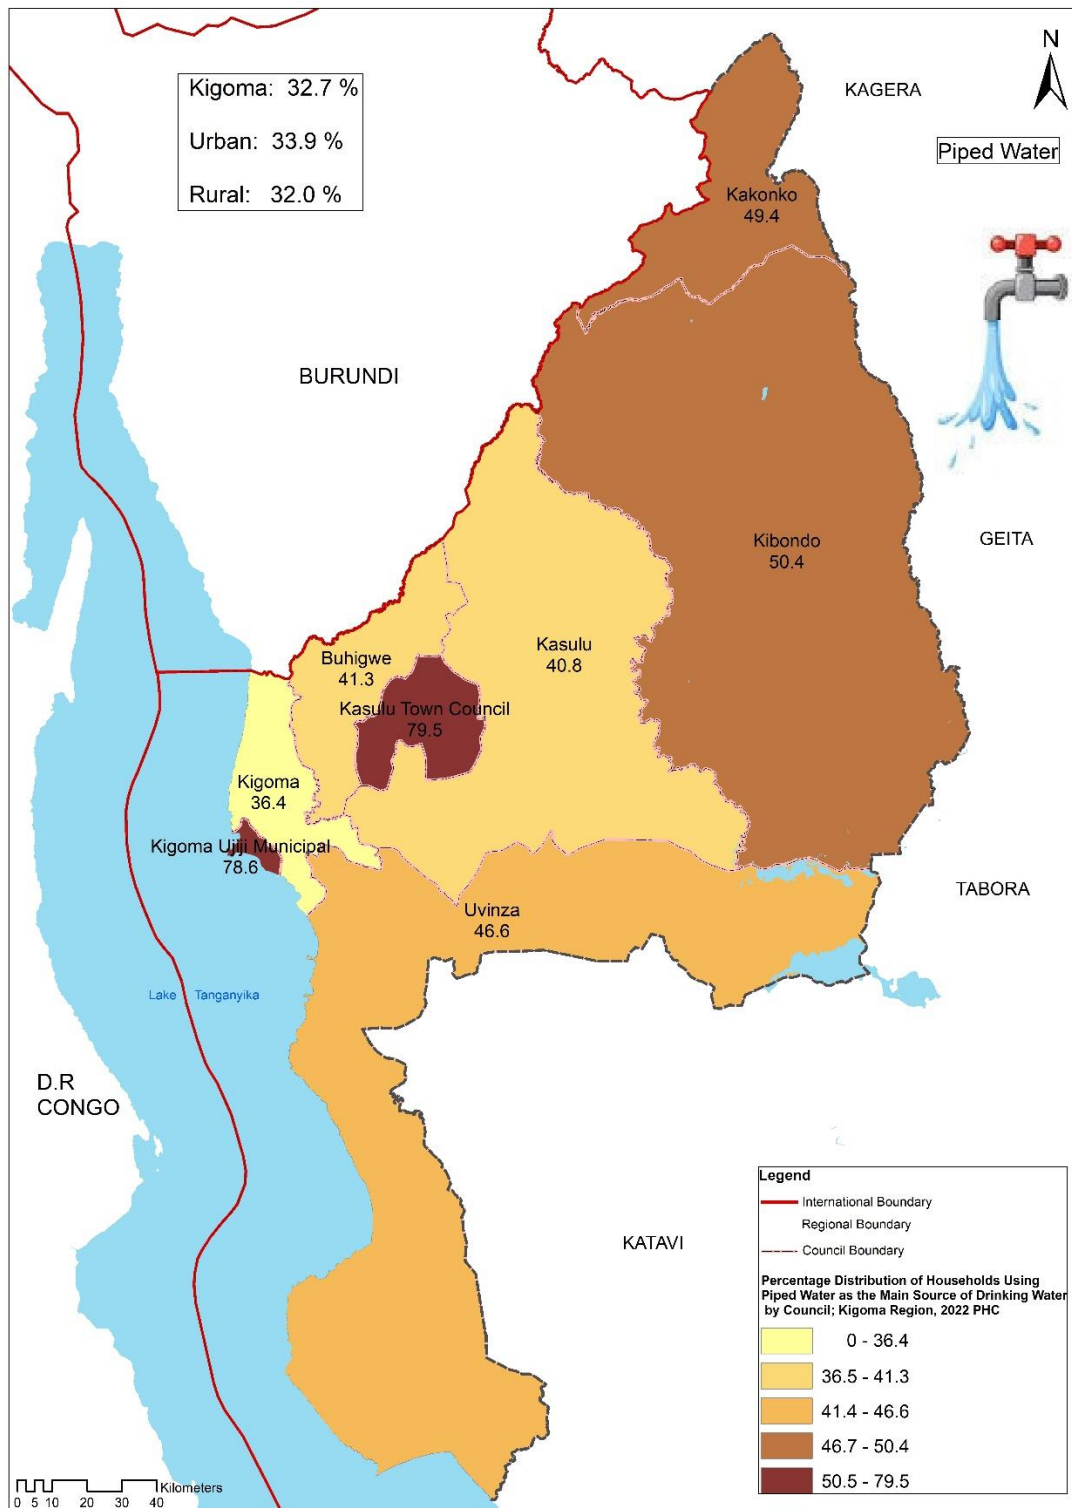 Kigoma: 32.7 %
Urban: 33.9 %
Rural: 32.0 %
N
KAGERA
Piped Water
Kakonko
49.4
BURUNDI
GEITA
Kibondo
50.4
Kasulu
40.8
Buhigwe
41.3
Kasulu Town Council
79.5
Kigoma
36.4
Kigoma Ujiji Municipal
78.6
TABORA
Uvinza
46.6
Lake Tanganyika
D.R
CONGO
KATAVI
Legend
International Boundary
Regional Boundary
Council Boundary
Percentage Distribution of Households Using
Piped Water as the Main Source of Drinking Water
by Council; Kigoma Region, 2022 PHC
0 - 36.4
36.5 - 41.3
41.4 - 46.6
46.7 - 50.4
50.5 - 79.5
Kilometers
0 5 10 20 30 40